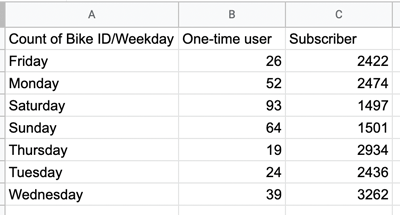 A B C
Count of Bike ID/Weekday One-time user Subscriber
Friday 26 2422
Monday 52 2474
Saturday 93 1497
Sunday 64 1501
Thursday 19 2934
Tuesday 24 2436
Wednesday 39 3262